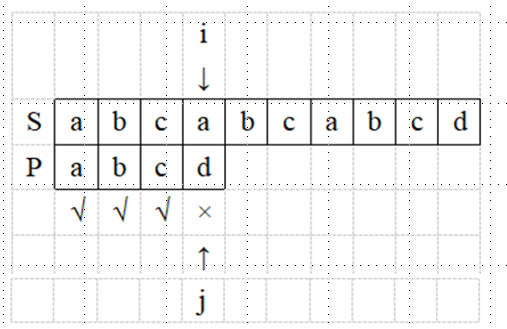 i
↓
S a b c a b c a b c d
P a b c d
√ √ √ ×
↑
j